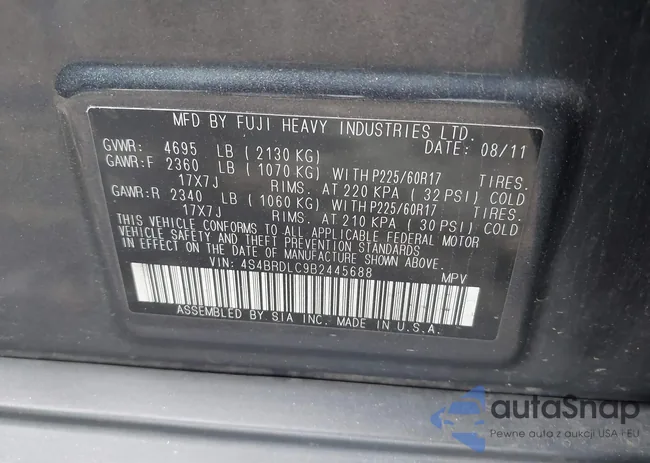 MFD BY FUJI HEAVY INDUSTRIES LTD.
GVWR: 4695 LB (2130 KG) DATE: 08/11
GAWR:F 2360 LB (1070 KG) WITH P225/60R17 TIRES.
17X7J RIMS. AT 220 KPA (32 PSI) COLD
GAWR:R 2340 LB (1060 KG) WITH P225/60R17 TIRES.
17X7J RIMS. AT 210 KPA (30 PSI) COLD
THIS VEHICLE CONFORMS TO ALL APPLICABLE FEDERAL MOTOR
VEHICLE SAFETY AND THEFT PREVENTION STANDARDS
IN EFFECT ON THE DATE OF MANUFACTURE SHOWN ABOVE.
VIN: 4S4BRDLC9B2445688 MPV
ASSEMBLED BY SIA INC. MADE IN U.S.A.
autaSnap
Pewne auta z aukcji USA i EU